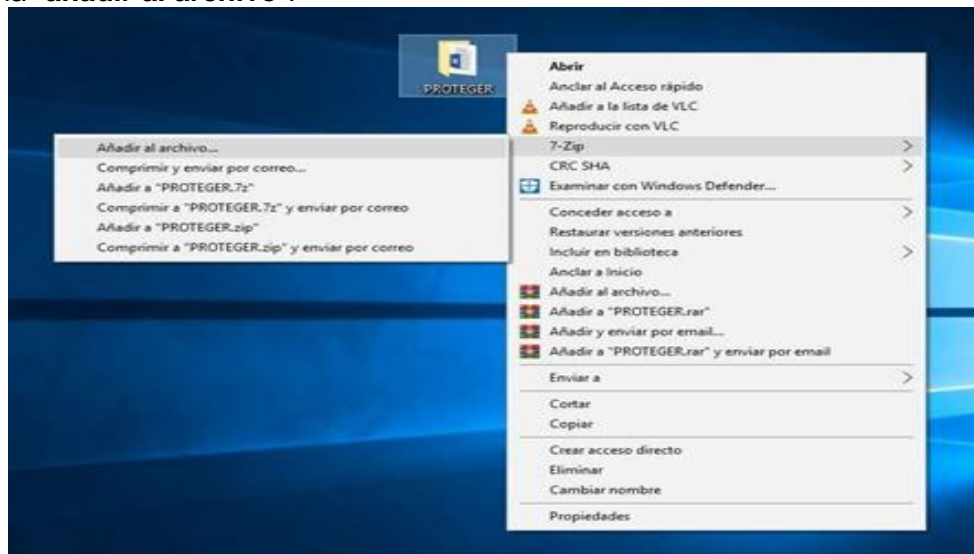 añadir al archivo
PROTEGER
Abrir
Anclar al Acceso rápido
Añadir a la lista de VLC
Reproducir con VLC
7-Zip
CRC SHA
Examinar con Windows Defender...
Conceder acceso a
Restaurar versiones anteriores
Incluir en biblioteca
Anclar a Inicio
Añadir al archivo...
Añadir a "PROTEGER.rar"
Añadir y enviar por email...
Añadir a "PROTEGER.rar" y enviar por email
Enviar a
Cortar
Copiar
Crear acceso directo
Eliminar
Cambiar nombre
Propiedades
Añadir al archivo...
Comprimir y enviar por correo...
Añadir a "PROTEGER.7z"
Comprimir a "PROTEGER.7z" y enviar por correo
Añadir a "PROTEGER.zip"
Comprimir a "PROTEGER.zip" y enviar por correo